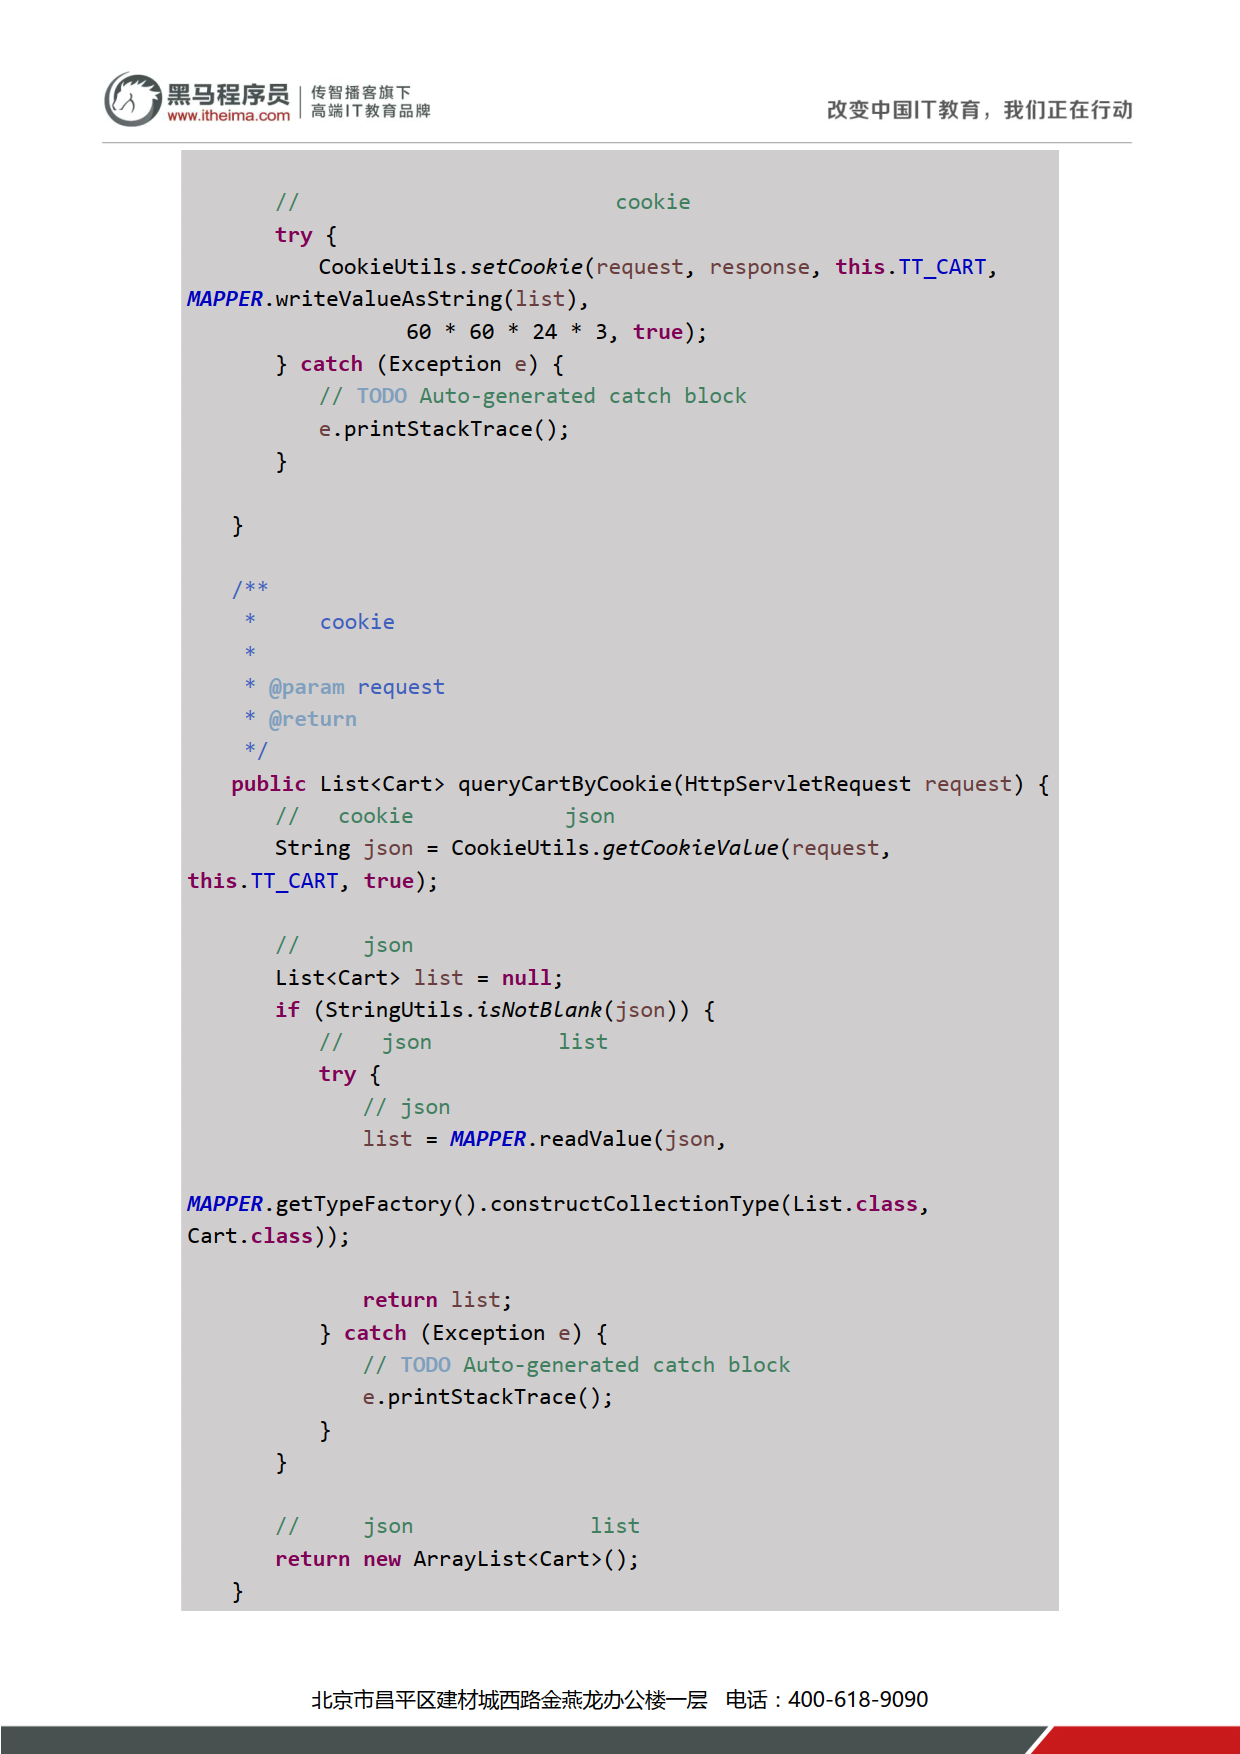 黑马程序员
www.itheima.com
传智播客旗下
高端IT教育品牌
改变中国IT教育，我们正在行动
// cookie
try {
CookieUtils.setCookie(request, response, this.TT_CART,
MAPPER.writeValueAsString(list),
60 * 60 * 24 * 3, true);
} catch (Exception e) {
// TODO Auto-generated catch block
e.printStackTrace();
}
}
/**
* cookie
*
* @param request
* @return
*/
public List<Cart> queryCartByCookie(HttpServletRequest request) {
// cookie json
String json = CookieUtils.getCookieValue(request,
this.TT_CART, true);
// json
List<Cart> list = null;
if (StringUtils.isNotBlank(json)) {
// json list
try {
// json
list = MAPPER.readValue(json,
MAPPER.getTypeFactory().constructCollectionType(List.class,
Cart.class));
return list;
} catch (Exception e) {
// TODO Auto-generated catch block
e.printStackTrace();
}
}
// json list
return new ArrayList<Cart>();
}
北京市昌平区建材城西路金燕龙办公楼一层 电话：400-618-9090